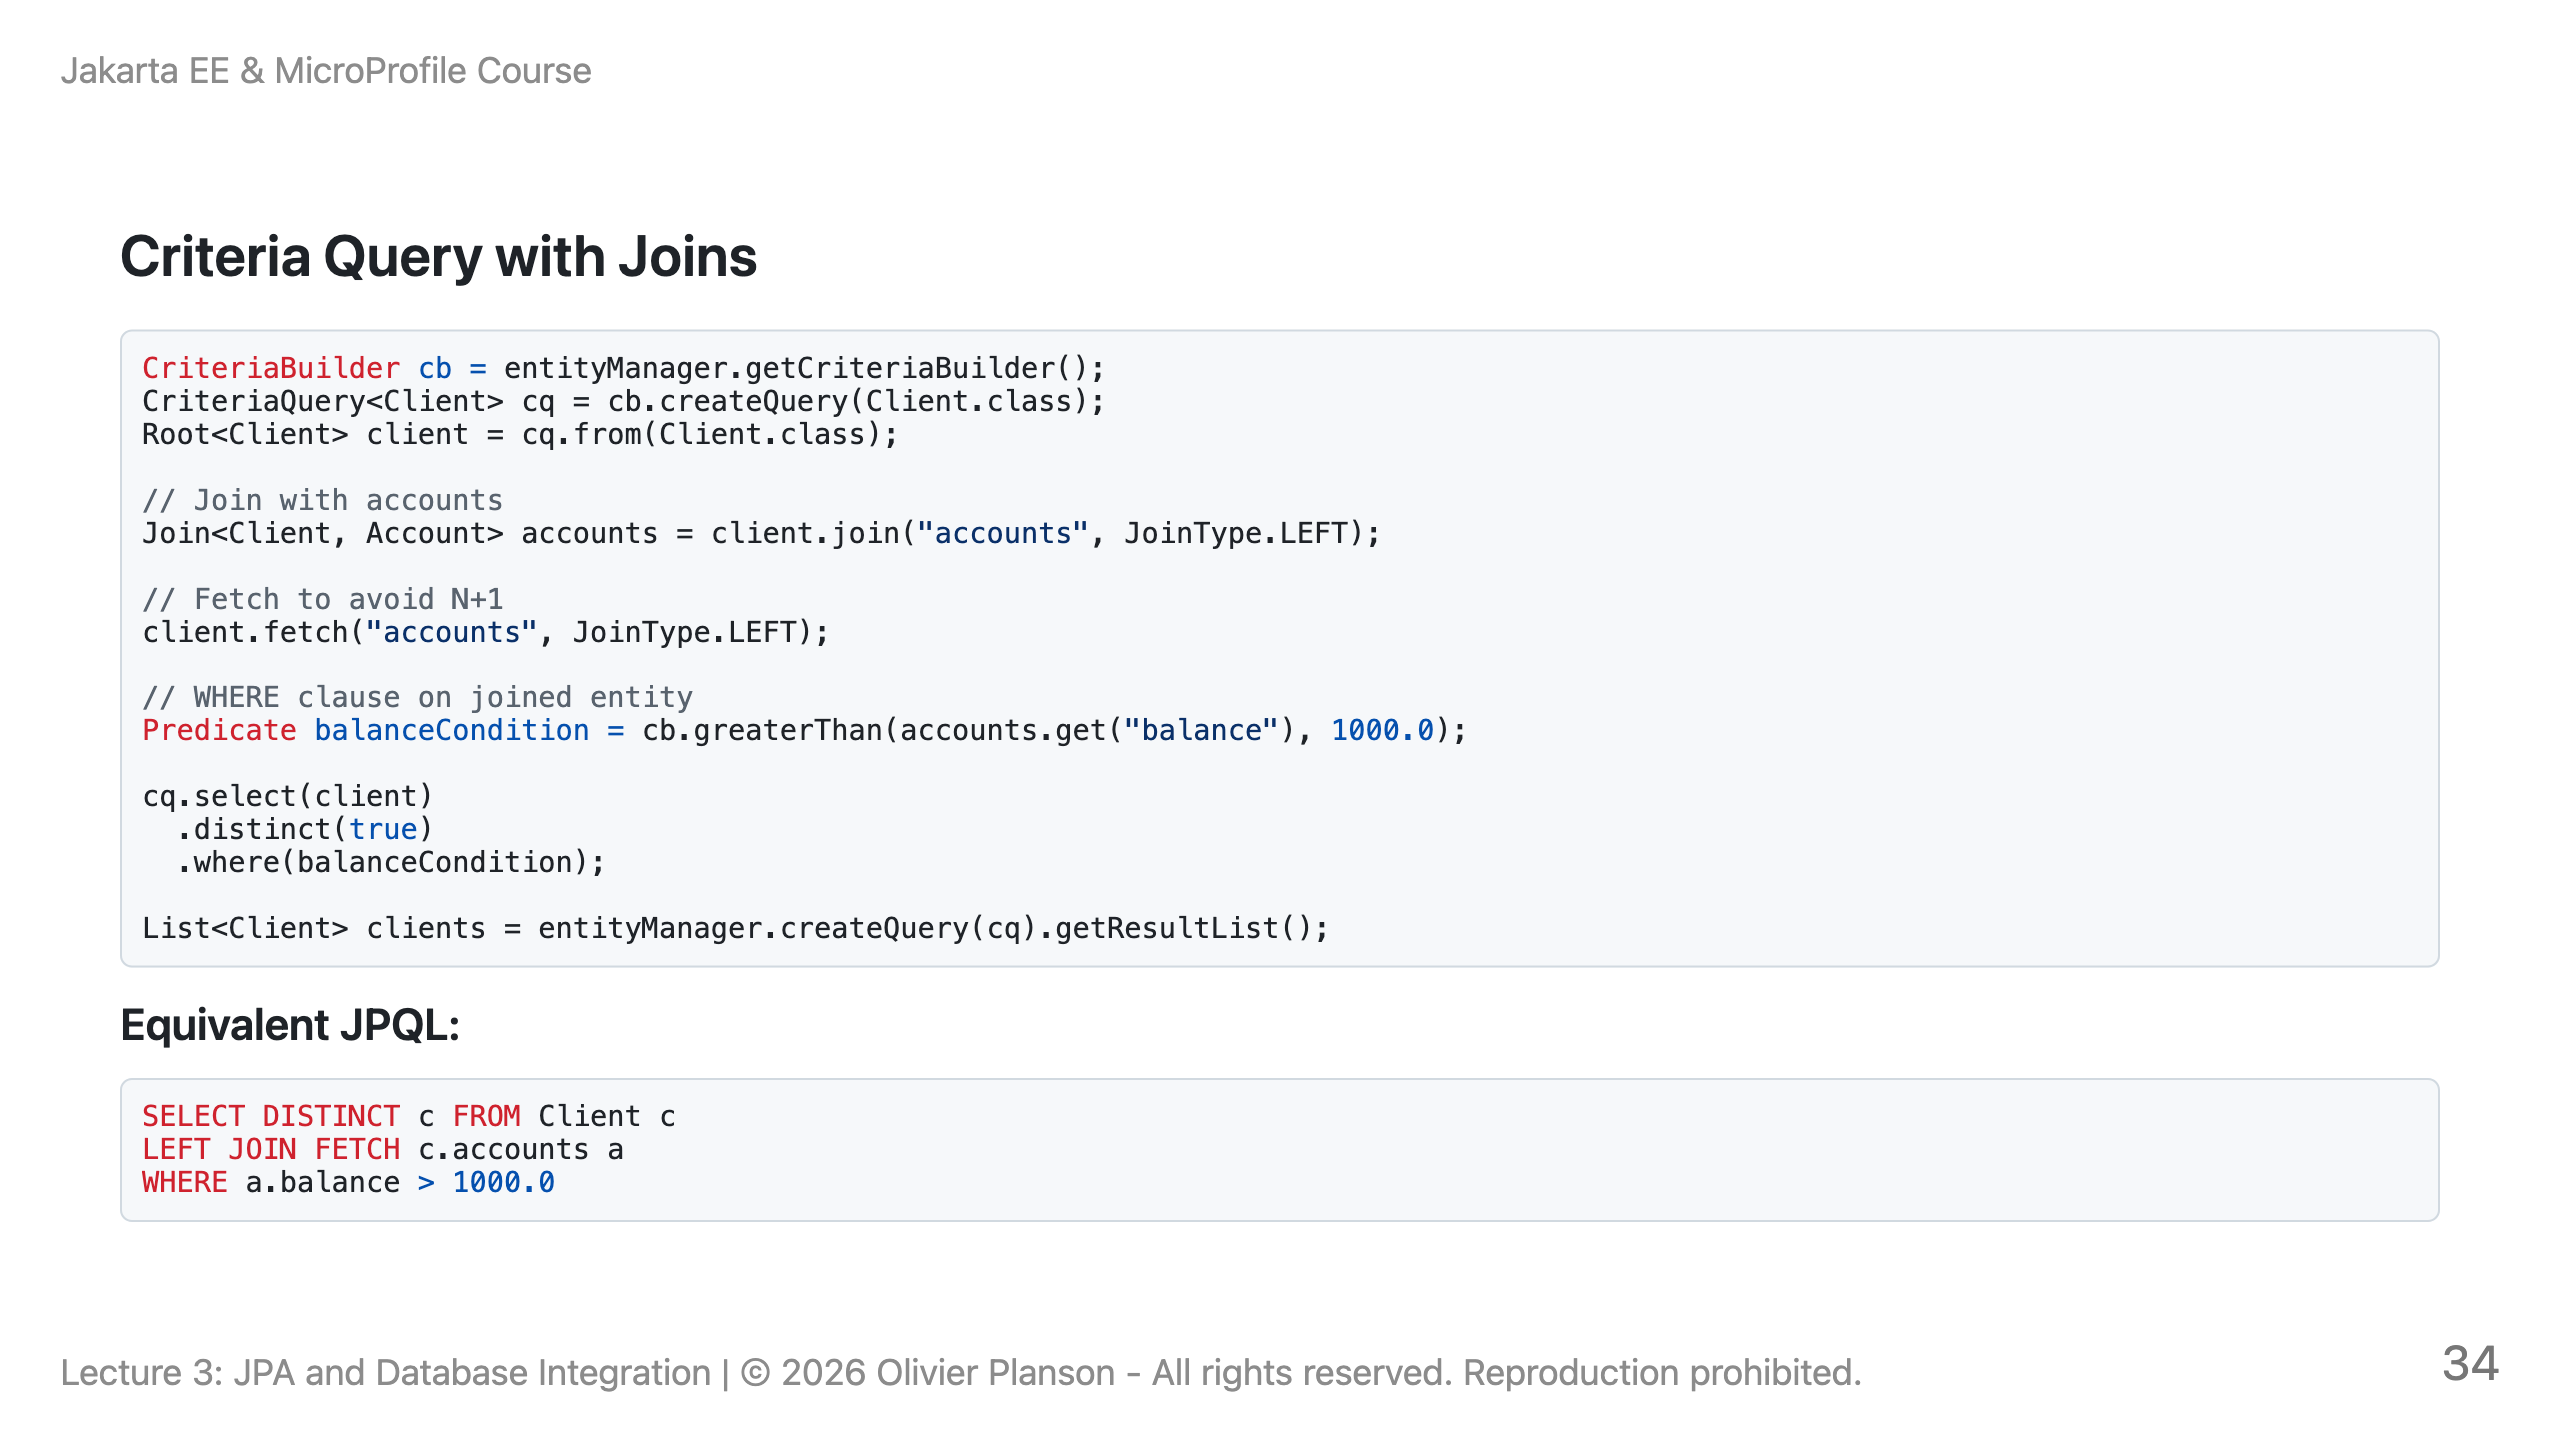 Jakarta EE & MicroProfile Course
Criteria Query with Joins
CriteriaBuilder cb = entityManager.getCriteriaBuilder();
CriteriaQuery<Client> cq = cb.createQuery(Client.class);
Root<Client> client = cq.from(Client.class);
// Join with accounts
Join<Client, Account> accounts = client.join("accounts", JoinType.LEFT);
// Fetch to avoid N+1
client.fetch("accounts", JoinType.LEFT);
// WHERE clause on joined entity
Predicate balanceCondition = cb.greaterThan(accounts.get("balance"), 1000.0);
cq.select(client)
  .distinct(true)
  .where(balanceCondition);
List<Client> clients = entityManager.createQuery(cq).getResultList();
Equivalent JPQL:
SELECT DISTINCT c FROM Client c
LEFT JOIN FETCH c.accounts a
WHERE a.balance > 1000.0
Lecture 3: JPA and Database Integration | © 2026 Olivier Planson - All rights reserved. Reproduction prohibited.
34